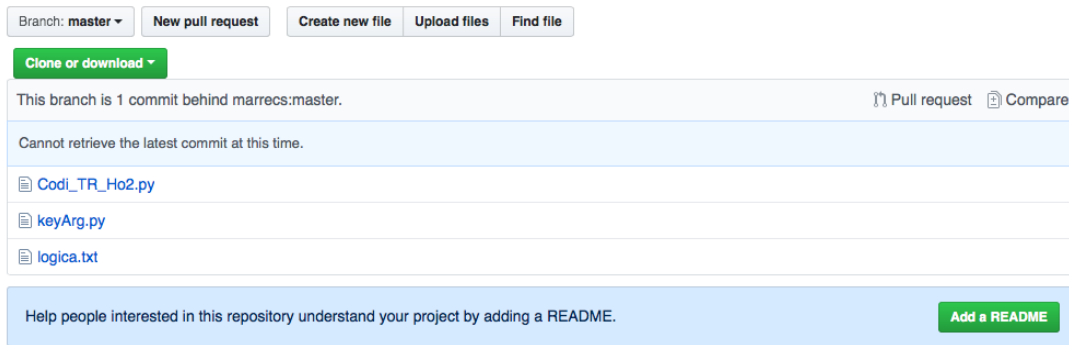 Branch: master New pull request Create new file Upload files Find file
Clone or download
This branch is 1 commit behind marrecs:master. Pull request Compare
Cannot retrieve the latest commit at this time.
Codi_TR_Ho2.py
keyArg.py
logica.txt
Help people interested in this repository understand your project by adding a README. Add a README